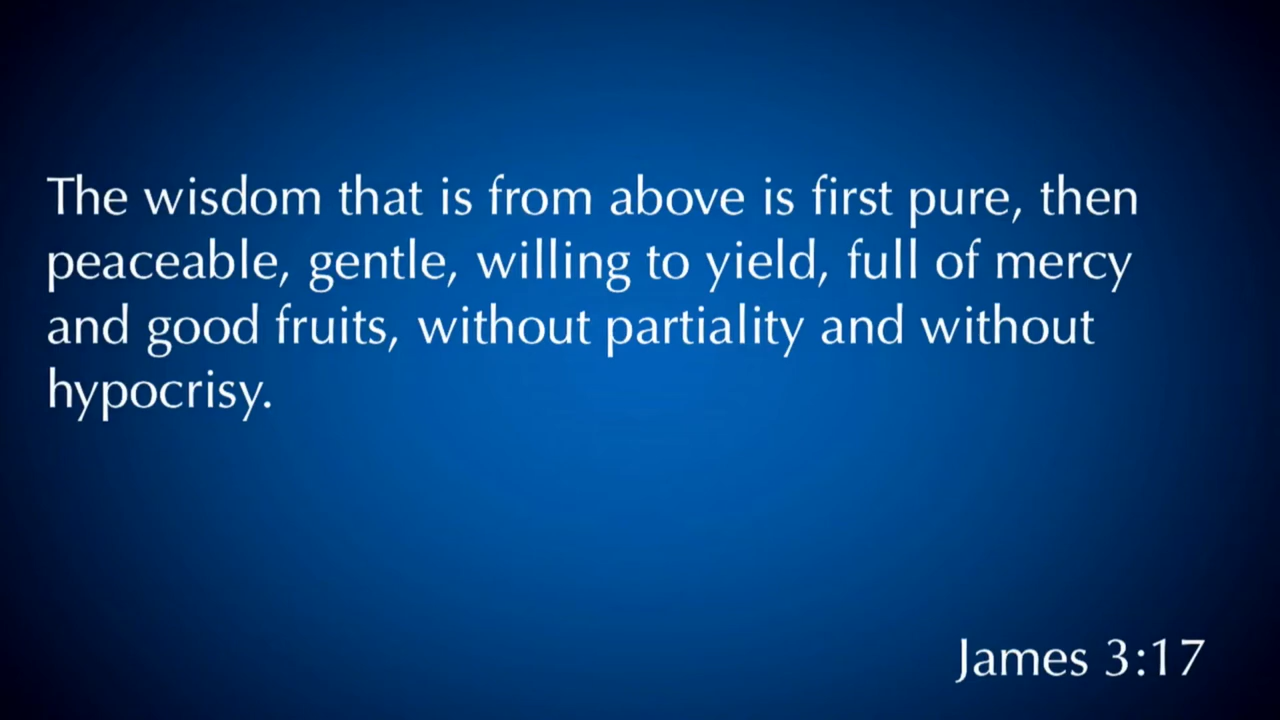 The wisdom that is from above is first pure, then
peaceable, gentle, willing to yield, full of mercy
and good fruits, without partiality and without
hypocrisy.
James 3:17